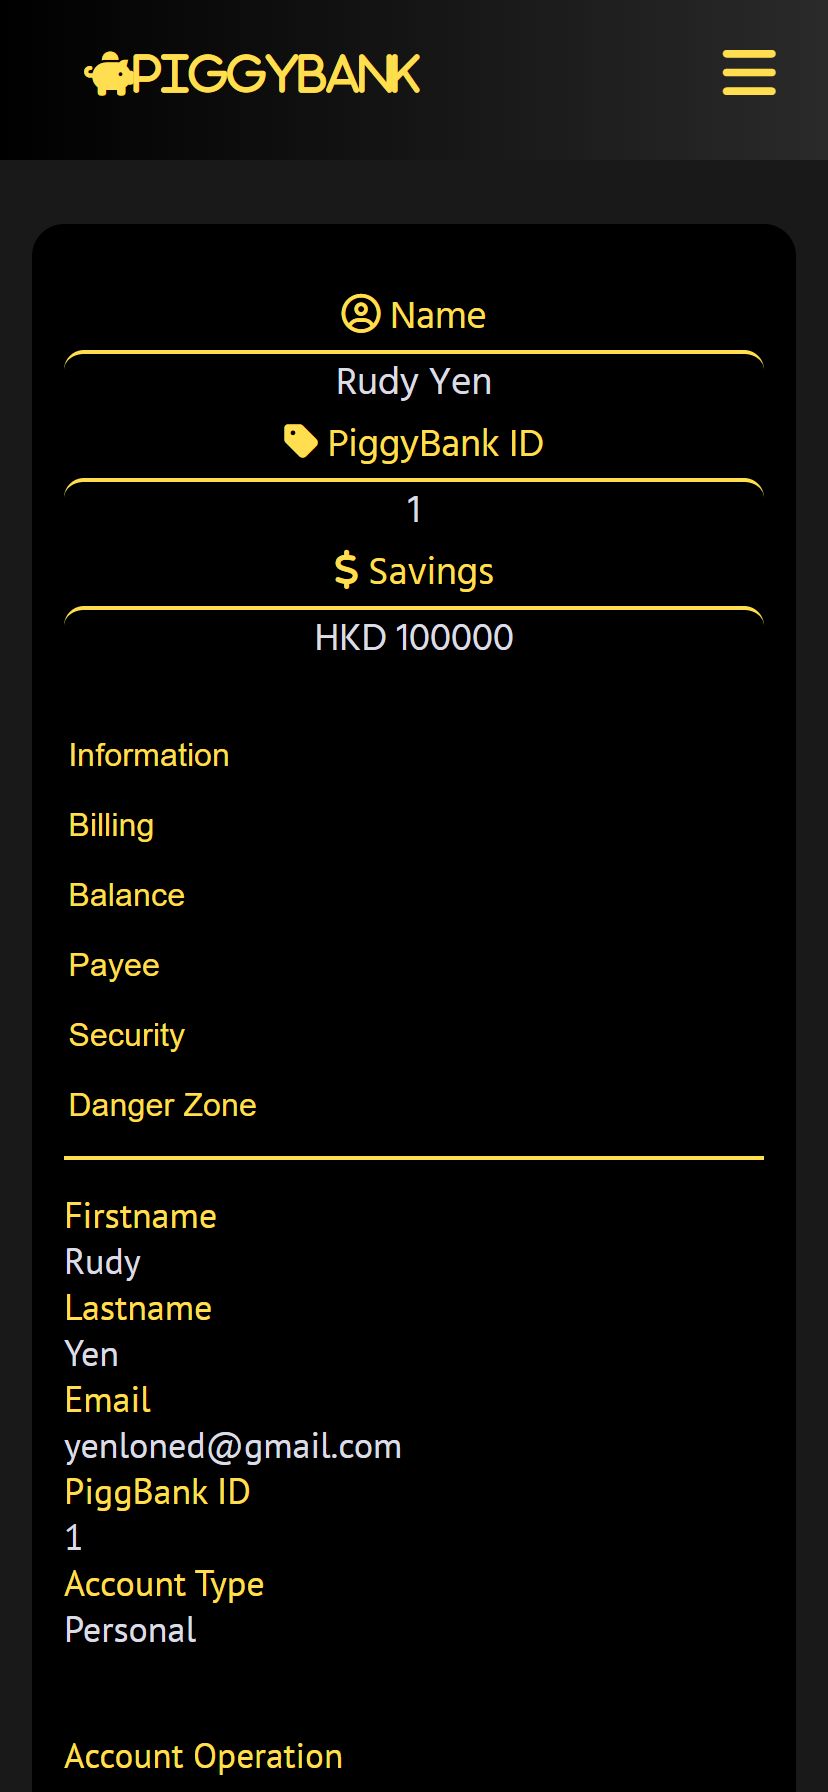 PIGGYBANK
Name
Rudy Yen
PiggyBank ID
1
Savings
HKD 100000
Information
Billing
Balance
Payee
Security
Danger Zone
Firstname
Rudy
Lastname
Yen
Email
yenloned@gmail.com
PiggBank ID
1
Account Type
Personal
Account Operation